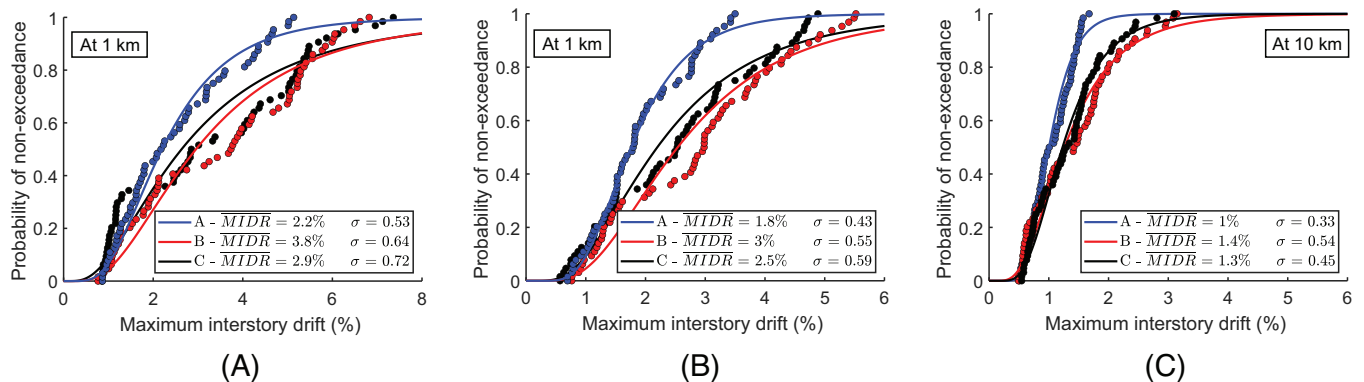 At 1 km
Probability of non-exceedance
1
0.8
0.6
0.4
0.2
0
A - MIDR = 2.2% σ = 0.53
B - MIDR = 3.8% σ = 0.64
C - MIDR = 2.9% σ = 0.72
0 2 4 6 8
Maximum interstory drift (%)
(A)
At 1 km
Probability of non-exceedance
1
0.8
0.6
0.4
0.2
0
A - MIDR = 1.8% σ = 0.43
B - MIDR = 3% σ = 0.55
C - MIDR = 2.5% σ = 0.59
0 1 2 3 4 5 6
Maximum interstory drift (%)
(B)
At 10 km
Probability of non-exceedance
1
0.8
0.6
0.4
0.2
0
A - MIDR = 1% σ = 0.33
B - MIDR = 1.4% σ = 0.54
C - MIDR = 1.3% σ = 0.45
0 1 2 3 4 5 6
Maximum interstory drift (%)
(C)